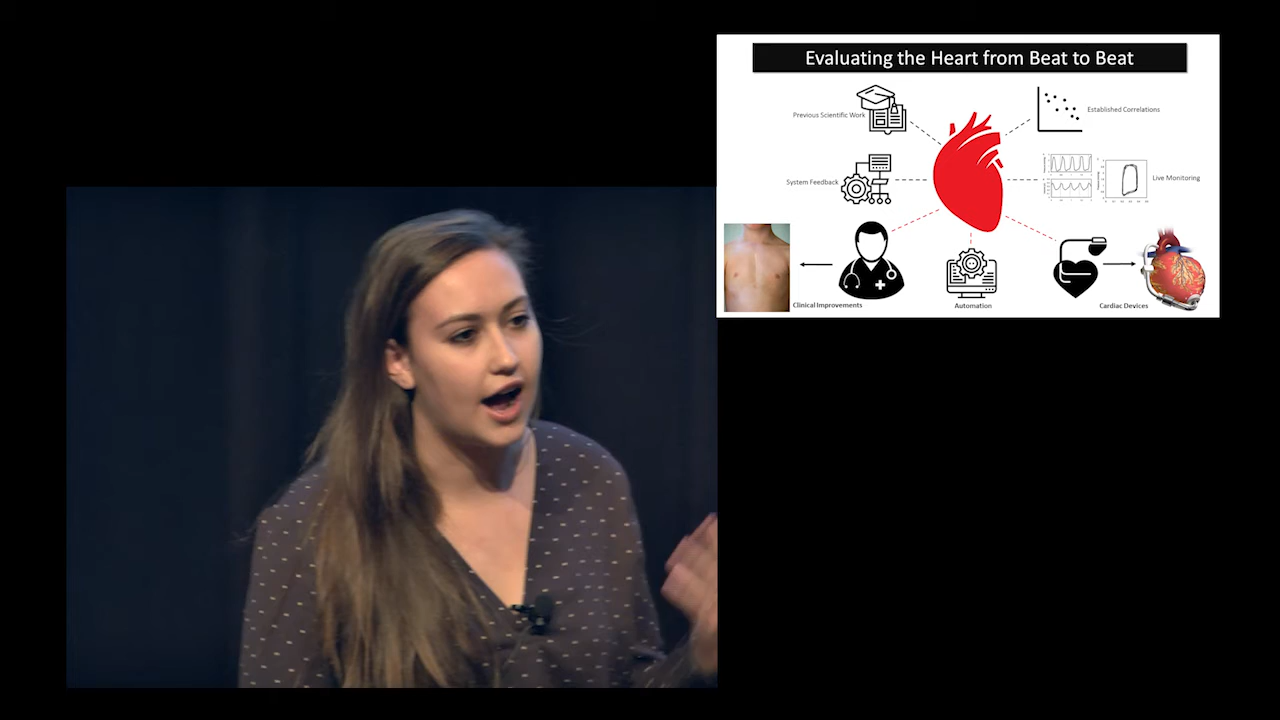 Evaluating the Heart from Beat to Beat
Previous Scientific Work
Established Correlations
System Feedback
Live Monitoring
Clinical Improvements
Automation
Cardiac Devices